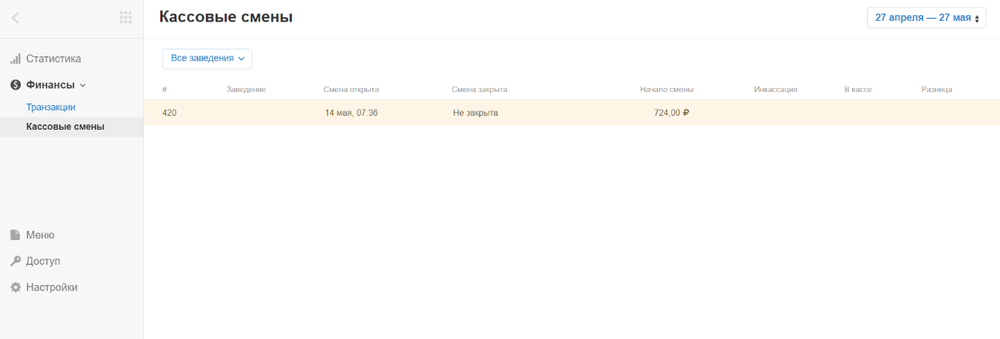 Кассовые смены
27 апреля — 27 мая
Статистика
Финансы
Транзакции
Кассовые смены
Меню
Доступ
Настройки
Все заведения
# Заведение Смена открыта Смена закрыта Начало смены Инкассация В кассе Разница
420 14 мая, 07:36 Не закрыта 724,00 ₽